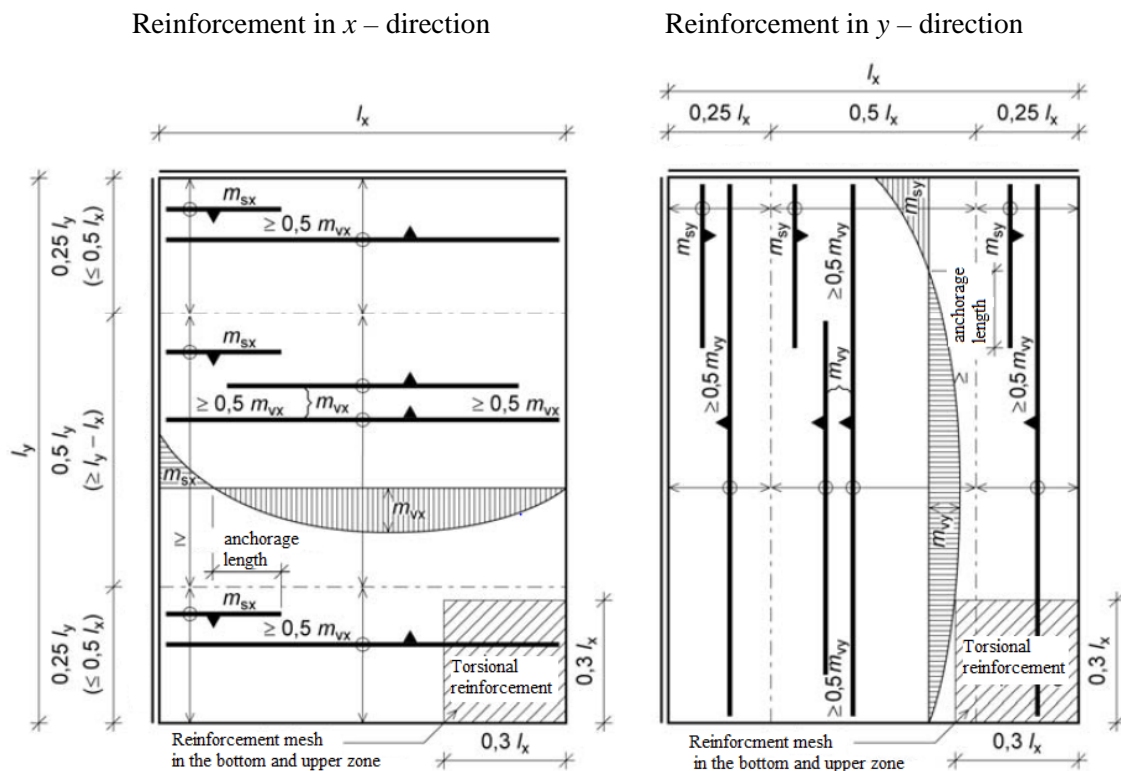 Reinforcement in x – direction
l_x
0,25 l_y
(≤ 0,5 l_x)
l_y
0,5 l_y
(≥ l_y – l_x)
0,25 l_y
(≤ 0,5 l_x)
m_sx
≥ 0,5 m_vx
m_sx
≥ 0,5 m_vx
}m_vx
≥ 0,5 m_vx
m_sx
m_vx
≥
anchorage
length
m_sx
≥ 0,5 m_vx
Torsional
reinforcement
0,3 l_x
Reinforcement mesh
in the bottom and upper zone
0,3 l_x
Reinforcement in y – direction
l_x
0,25 l_x
0,5 l_x
0,25 l_x
m_sy
m_sy
m_sy
m_sy
≥ 0,5 m_vy
≥ 0,5 m_vy
m_vy
≥
anchorage
length
≥ 0,5 m_vy
m_vy
≥ 0,5 m_vy
Torsional
reinforcement
0,3 l_x
Reinforcment mesh
in the bottom and upper zone
0,3 l_x